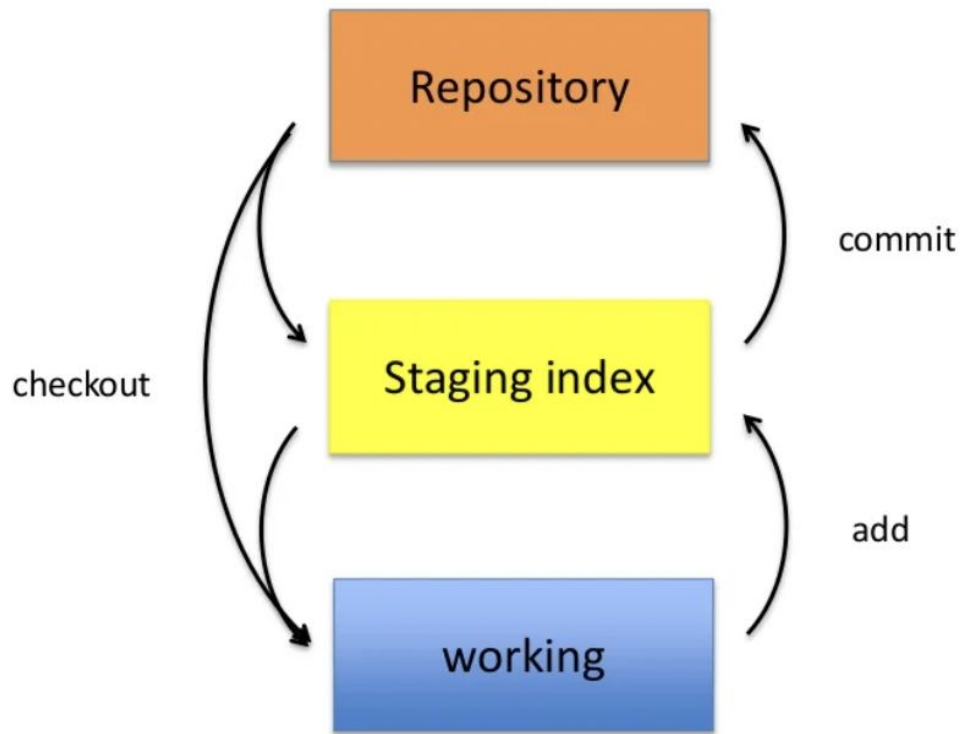 Repository
commit
Staging index
checkout
add
working